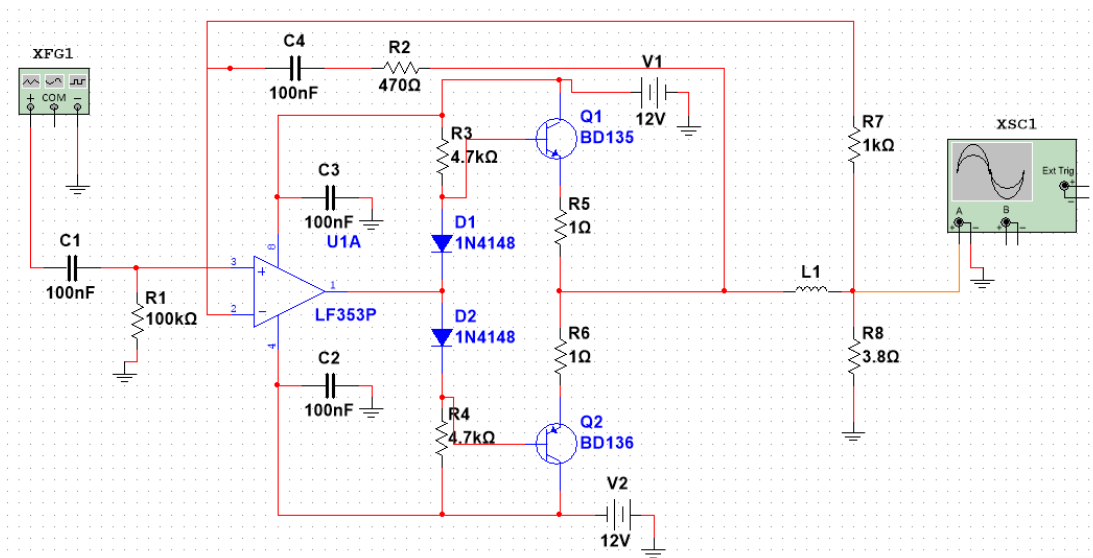 XFG1
COM
C4
100nF
R2
470Ω
V1
12V
Q1
BD135
R3
4.7kΩ
R7
1kΩ
XSC1
Ext Trig
A
B
C3
100nF
U1A
8
D1
1N4148
R5
1Ω
C1
100nF
3
R1
100kΩ
2
1
LF353P
L1
D2
1N4148
R6
1Ω
R8
3.8Ω
4
C2
100nF
R4
4.7kΩ
Q2
BD136
V2
12V